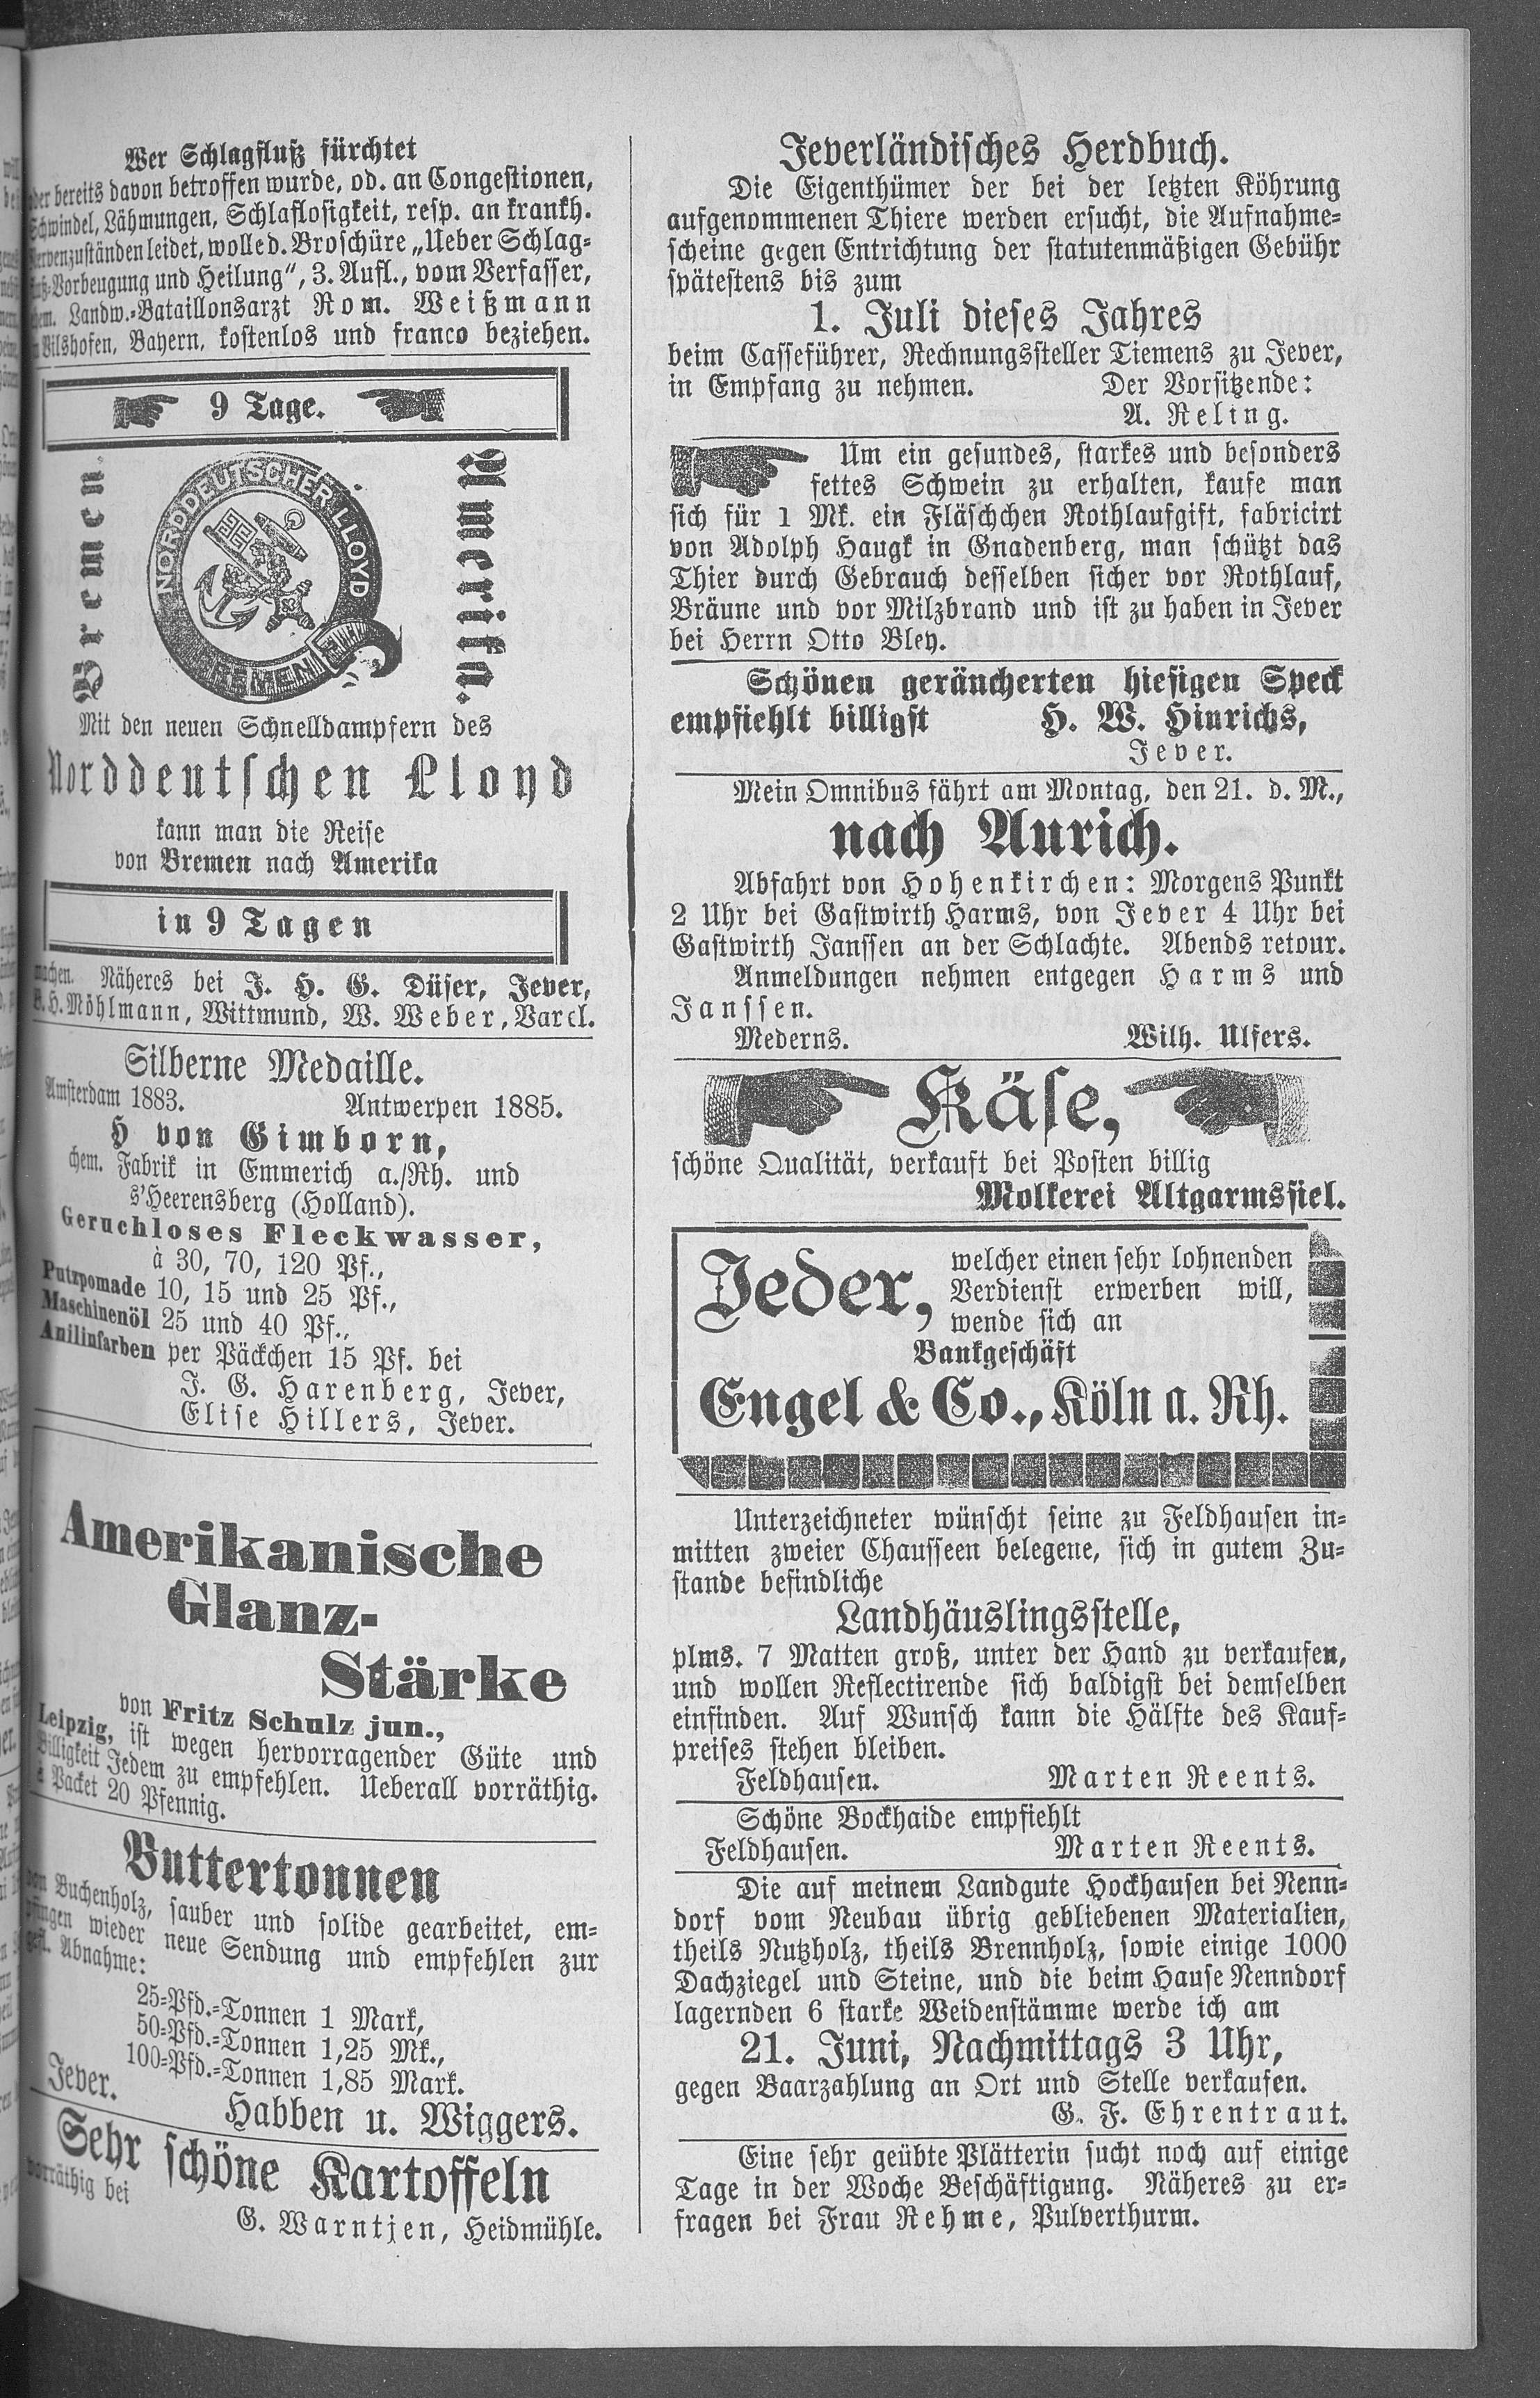 Wer Schlagfluß fürchtet
oder bereits davon betroffen wurde, od. an Congestionen,
Schwindel, Lähmungen, Schlaflosigkeit, resp. an krankh.
Nervenzuständen leidet, wolle d. Broschüre „Ueber Schlag-
fluß-Vorbeugung und Heilung“, 3. Aufl., vom Verfasser,
ehem. Landw.-Bataillonsarzt Rom. Weißmann
in Vilshofen, Bayern, kostenlos und franco beziehen.
9 Tage.
Bremen.
NORDDEUTSCHER LLOYD
BREMEN
Amerika.
Mit den neuen Schnelldampfern des
Norddeutschen Lloyd
kann man die Reise
von Bremen nach Amerika
in 9 Tagen
machen. Näheres bei J. H. G. Düser, Jever,
B. H. Möhlmann, Wittmund, W. Weber, Varel.
Silberne Medaille.
Amsterdam 1883. Antwerpen 1885.
H von Gimborn,
chem. Fabrik in Emmerich a./Rh. und
s'Heerensberg (Holland).
Geruchloses Fleckwasser,
à 30, 70, 120 Pf.,
Putzpomade 10, 15 und 25 Pf.,
Maschinenöl 25 und 40 Pf.,
Anilinfarben per Päckchen 15 Pf. bei
J. G. Harenberg, Jever,
Elise Hillers, Jever.
Amerikanische
Glanz-
Stärke
von Fritz Schulz jun.,
Leipzig, ist wegen hervorragender Güte und
Billigkeit Jedem zu empfehlen. Ueberall vorräthig.
à Packet 20 Pfennig.
Buttertonnen
von Buchenholz, sauber und solide gearbeitet, em-
pfingen wieder neue Sendung und empfehlen zur
gefl. Abnahme:
25-Pfd.-Tonnen 1 Mark,
50-Pfd.-Tonnen 1,25 Mk.,
100-Pfd.-Tonnen 1,85 Mark.
Jever. Habben u. Wiggers.
Sehr schöne Kartoffeln
vorräthig bei
G. Warntjen, Heidmühle.
Jeverländisches Herdbuch.
Die Eigenthümer der bei der letzten Köhrung
aufgenommenen Thiere werden ersucht, die Aufnahme-
scheine gegen Entrichtung der statutenmäßigen Gebühr
spätestens bis zum
1. Juli dieses Jahres
beim Casseführer, Rechnungssteller Tiemens zu Jever,
in Empfang zu nehmen. Der Vorsitzende:
A. Reling.
Um ein gesundes, starkes und besonders
fettes Schwein zu erhalten, kaufe man
sich für 1 Mk. ein Fläschchen Rothlaufgift, fabricirt
von Adolph Haugk in Gnadenberg, man schützt das
Thier durch Gebrauch desselben sicher vor Rothlauf,
Bräune und vor Milzbrand und ist zu haben in Jever
bei Herrn Otto Bley.
Schönen geräucherten hiesigen Speck
empfiehlt billigst H. W. Hinrichs,
Jever.
Mein Omnibus fährt am Montag, den 21. d. M.,
nach Aurich.
Abfahrt von Hohenkirchen: Morgens Punkt
2 Uhr bei Gastwirth Harms, von Jever 4 Uhr bei
Gastwirth Janssen an der Schlachte. Abends retour.
Anmeldungen nehmen entgegen Harms und
Janssen.
Mederns. Wilh. Ulfers.
Käse,
schöne Qualität, verkauft bei Posten billig
Molkerei Altgarmssiel.
Jeder, welcher einen sehr lohnenden
Verdienst erwerben will,
wende sich an
Bankgeschäft
Engel & Co., Köln a. Rh.
Unterzeichneter wünscht seine zu Feldhausen in-
mitten zweier Chausseen belegene, sich in gutem Zu-
stande befindliche
Landhäuslingsstelle,
plms. 7 Matten groß, unter der Hand zu verkaufen,
und wollen Reflectirende sich baldigst bei demselben
einfinden. Auf Wunsch kann die Hälfte des Kauf-
preises stehen bleiben.
Feldhausen. Marten Reents.
Schöne Bockhaide empfiehlt
Feldhausen. Marten Reents.
Die auf meinem Landgute Hockhausen bei Nenn-
dorf vom Neubau übrig gebliebenen Materialien,
theils Nutzholz, theils Brennholz, sowie einige 1000
Dachziegel und Steine, und die beim Hause Nenndorf
lagernden 6 starke Weidenstämme werde ich am
21. Juni, Nachmittags 3 Uhr,
gegen Baarzahlung an Ort und Stelle verkaufen.
G. F. Ehrentraut.
Eine sehr geübte Plätterin sucht noch auf einige
Tage in der Woche Beschäftigung. Näheres zu er-
fragen bei Frau Rehme, Pulverthurm.